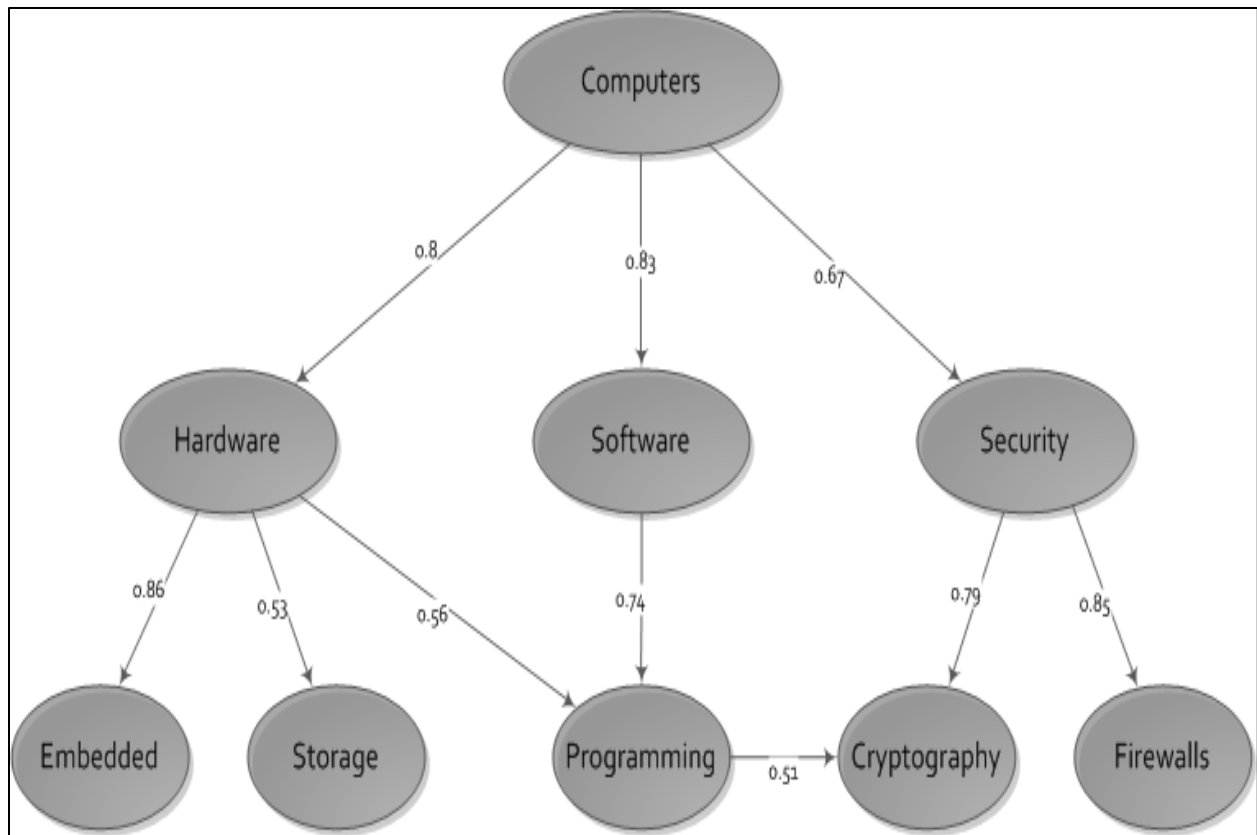 Computers
0.8
0.83
0.67
Hardware
Software
Security
0.86
0.53
0.56
0.74
0.79
0.85
Embedded
Storage
Programming
0.51
Cryptography
Firewalls